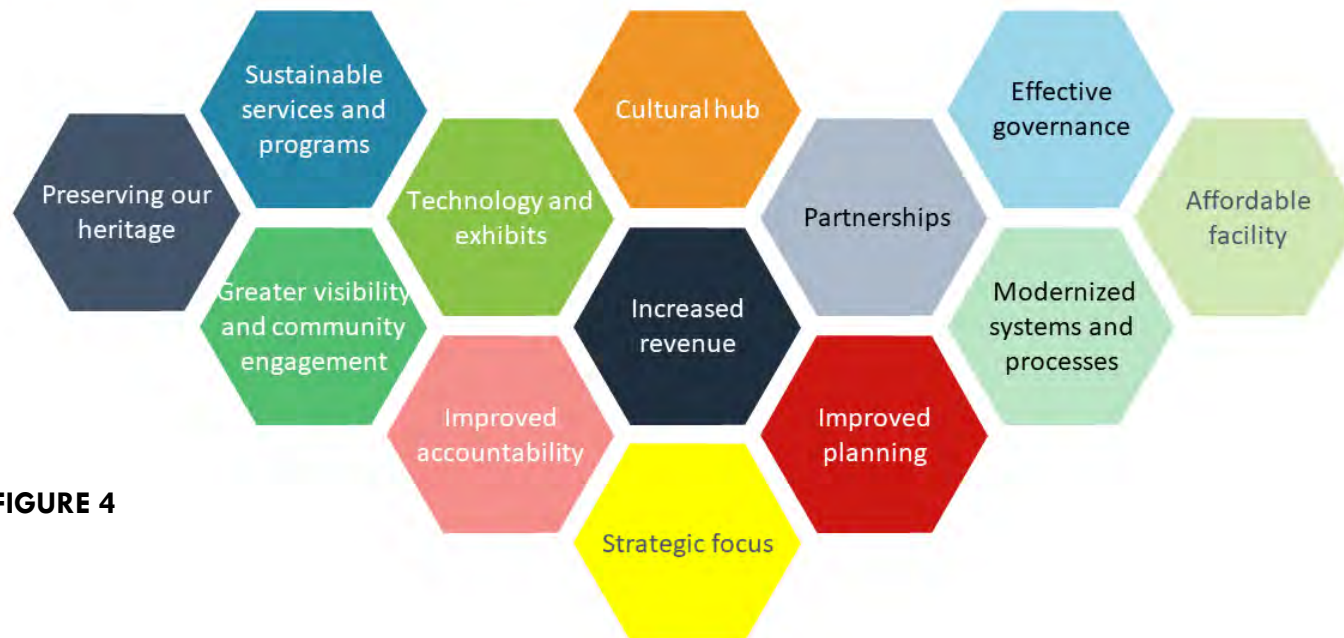 Sustainable
services and
programs
Cultural hub
Effective
governance
Preserving our
heritage
Technology and
exhibits
Partnerships
Affordable
facility
Greater visibility
and community
engagement
Increased
revenue
Modernized
systems and
processes
Improved
accountability
Improved
planning
FIGURE 4
Strategic focus